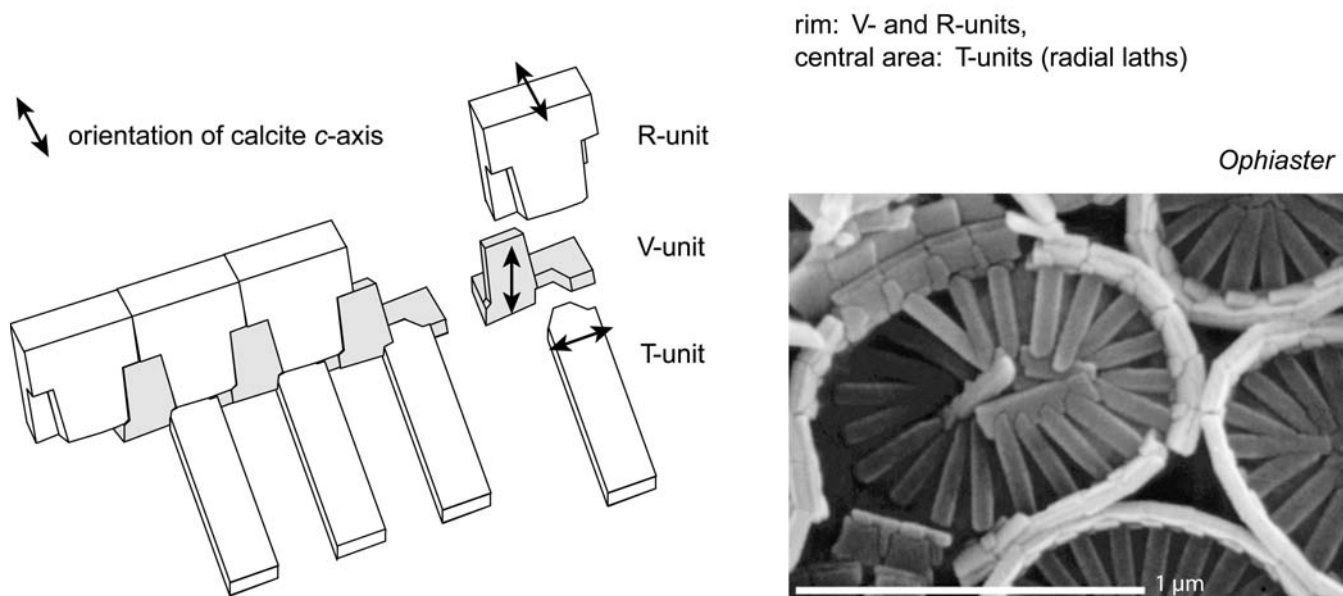 rim: V- and R-units,
central area: T-units (radial laths)
orientation of calcite c-axis
R-unit
V-unit
T-unit
Ophiaster
1 µm